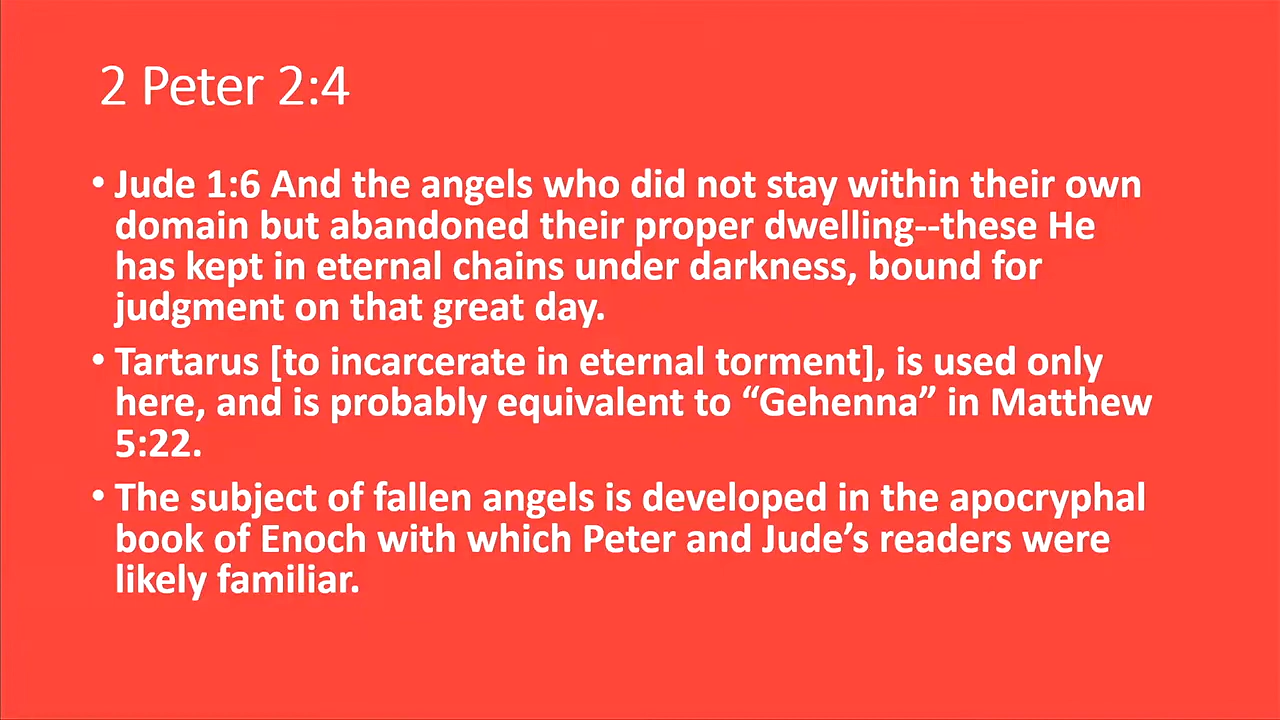 2 Peter 2:4
• Jude 1:6 And the angels who did not stay within their own
domain but abandoned their proper dwelling--these He
has kept in eternal chains under darkness, bound for
judgment on that great day.
• Tartarus [to incarcerate in eternal torment], is used only
here, and is probably equivalent to “Gehenna” in Matthew
5:22.
• The subject of fallen angels is developed in the apocryphal
book of Enoch with which Peter and Jude’s readers were
likely familiar.